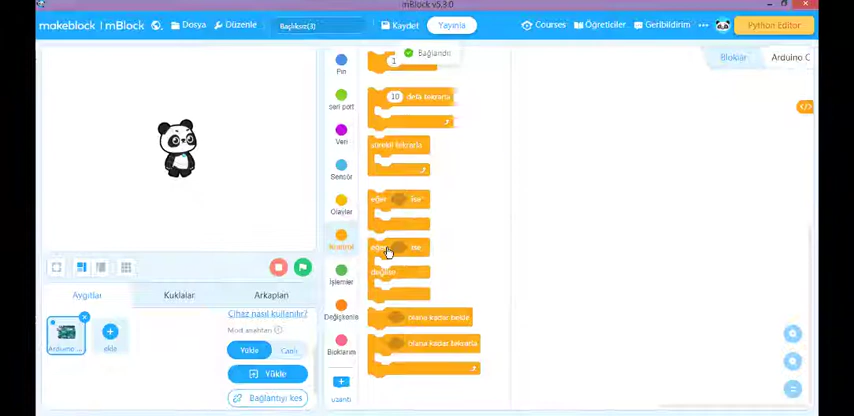 mBlock v5.3.0
makeblock | mBlock
Dosya
Düzenle
Başlıksız(3)
Kaydet
Yayınla
Courses
Öğreticiler
Geribildirim
Python Editor
Bağlandı
Bloklar
Arduino C
Pin
seri port
Veri
Sensör
Olaylar
Kontrol
İşlemler
Değişkenle
Bloklarım
uzantı
1
10 defa tekrarla
sürekli tekrarla
eğer ise
eğer ise
değilse
olana kadar bekle
olana kadar tekrarla
Aygıtlar
Kuklalar
Arkaplan
Cihaz nasıl kullanılır?
Mod anahtarı
Yükle
Canlı
Yükle
Bağlantıyı kes
Arduino ...
ekle